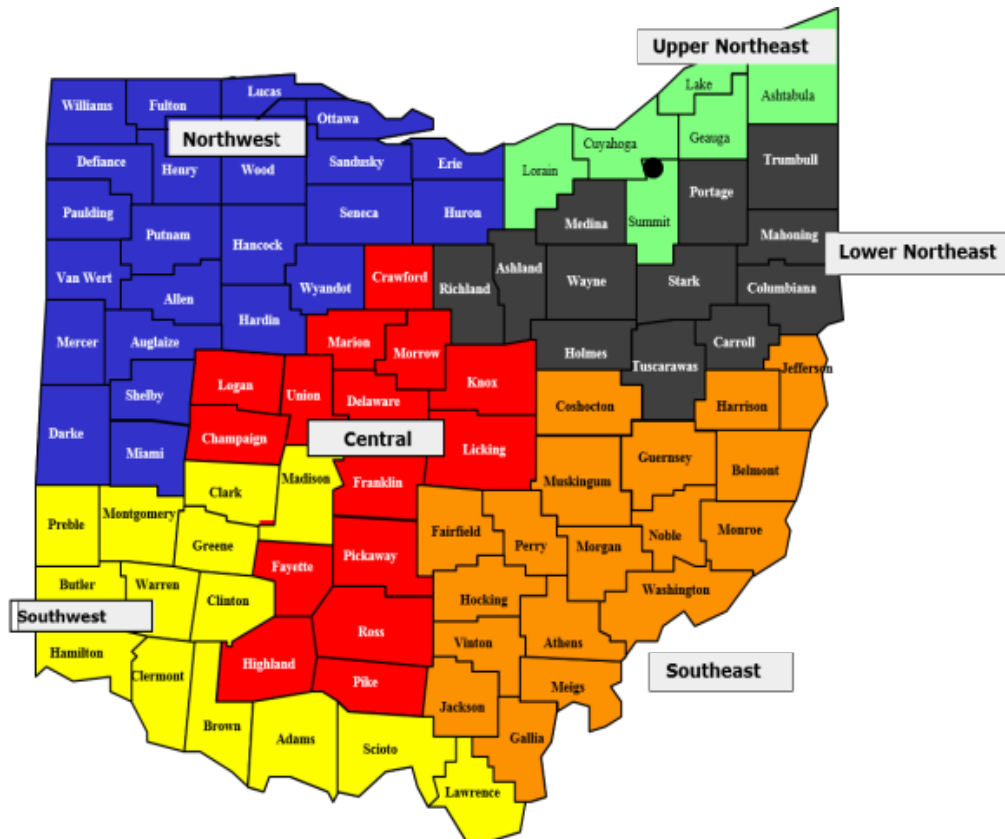 Upper Northeast
Lake
Ashtabula
Williams
Fulton
Lucas
Ottawa
Northwest
Cuyahoga
Geauga
Defiance
Henry
Wood
Sandusky
Erie
Lorain
Trumbull
Portage
Paulding
Putnam
Hancock
Seneca
Huron
Medina
Summit
Mahoning
Lower Northeast
Van Wert
Allen
Wyandot
Crawford
Richland
Ashland
Wayne
Stark
Columbiana
Mercer
Auglaize
Hardin
Marion
Morrow
Holmes
Tuscarawas
Carroll
Jefferson
Shelby
Logan
Union
Delaware
Knox
Coshocton
Harrison
Darke
Miami
Champaign
Central
Licking
Guernsey
Belmont
Clark
Madison
Franklin
Muskingum
Preble
Montgomery
Greene
Fairfield
Perry
Morgan
Noble
Monroe
Fayette
Pickaway
Butler
Warren
Clinton
Hocking
Washington
Southwest
Ross
Hamilton
Highland
Vinton
Athens
Southeast
Clermont
Pike
Jackson
Meigs
Brown
Adams
Scioto
Gallia
Lawrence